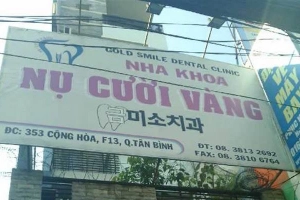 GOLD SMILE DENTAL CLINIC
NHA KHOA
NỤ CƯỜI VÀNG
미소치과
ĐC: 353 CỘNG HÒA, F13, Q.TÂN BÌNH
ĐT: 08. 3813 2692
FAX: 08. 3810 6764